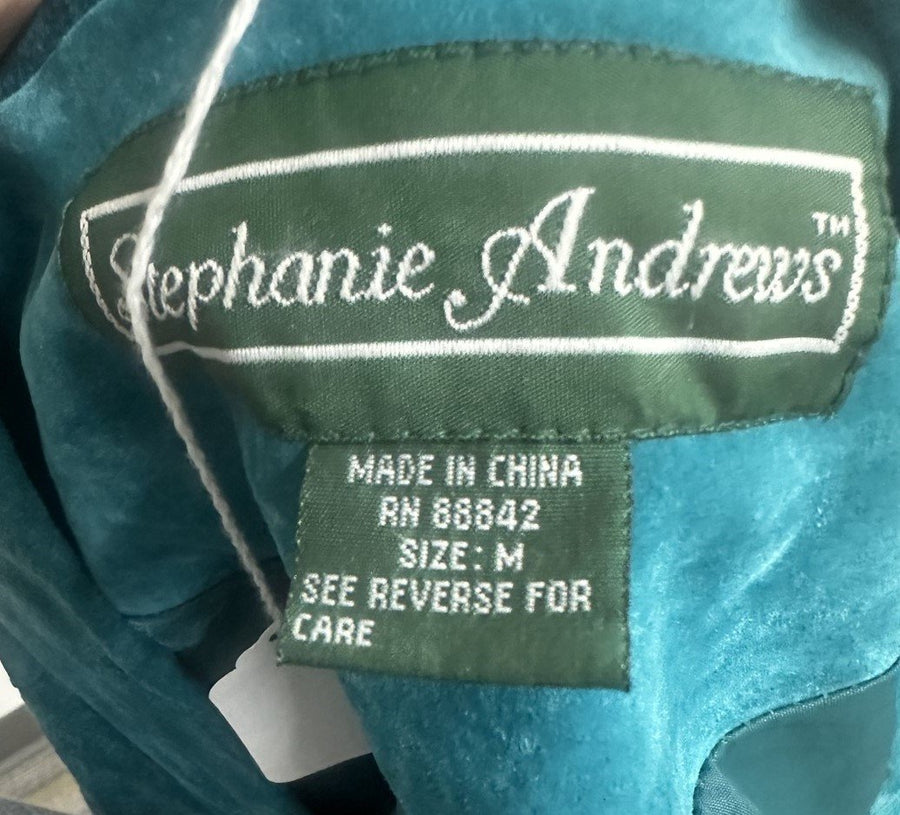 Stephanie Andrews™
MADE IN CHINA
RN 88842
SIZE: M
SEE REVERSE FOR
CARE